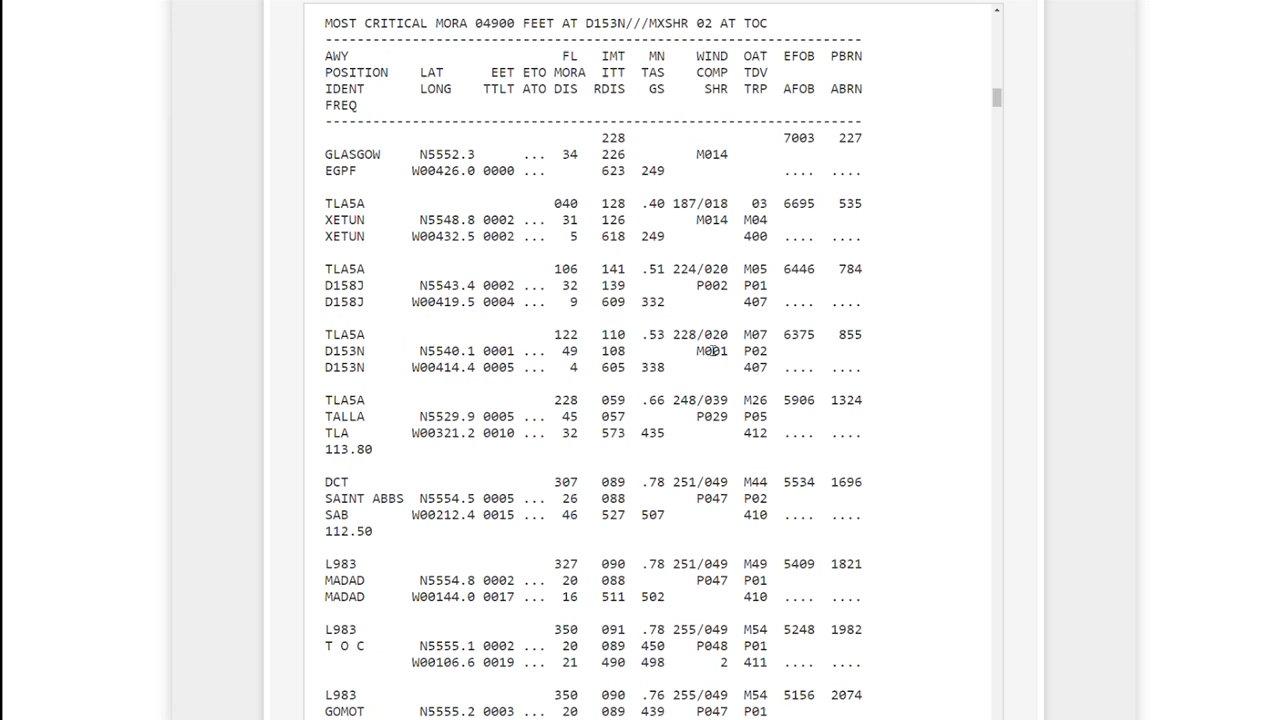 MOST CRITICAL MORA 04900 FEET AT D153N///MXSHR 02 AT TOC
--------------------------------------------------------------------
AWY FL IMT MN WIND OAT EFOB PBRN
POSITION LAT EET ETO MORA ITT TAS COMP TDV
IDENT LONG TTLT ATO DIS RDIS GS SHR TRP AFOB ABRN
FREQ
--------------------------------------------------------------------
228 7003 227
GLASGOW N5552.3 ... 34 226 M014
EGPF W00426.0 0000 ... 623 249 .... ....
TLA5A 040 128 .40 187/018 03 6695 535
XETUN N5548.8 0002 ... 31 126 M014 M04
XETUN W00432.5 0002 ... 5 618 249 400 .... ....
TLA5A 106 141 .51 224/020 M05 6446 784
D158J N5543.4 0002 ... 32 139 P002 P01
D158J W00419.5 0004 ... 9 609 332 407 .... ....
TLA5A 122 110 .53 228/020 M07 6375 855
D153N N5540.1 0001 ... 49 108 M001 P02
D153N W00414.4 0005 ... 4 605 338 407 .... ....
TLA5A 228 059 .66 248/039 M26 5906 1324
TALLA N5529.9 0005 ... 45 057 P029 P05
TLA W00321.2 0010 ... 32 573 435 412 .... ....
113.80
DCT 307 089 .78 251/049 M44 5534 1696
SAINT ABBS N5554.5 0005 ... 26 088 P047 P02
SAB W00212.4 0015 ... 46 527 507 410 .... ....
112.50
L983 327 090 .78 251/049 M49 5409 1821
MADAD N5554.8 0002 ... 20 088 P047 P01
MADAD W00144.0 0017 ... 16 511 502 410 .... ....
L983 350 091 .78 255/049 M54 5248 1982
T O C N5555.1 0002 ... 20 089 450 P048 P01
W00106.6 0019 ... 21 490 498 2 411 .... ....
L983 350 090 .76 255/049 M54 5156 2074
GOMOT N5555.2 0003 ... 20 089 439 P047 P01